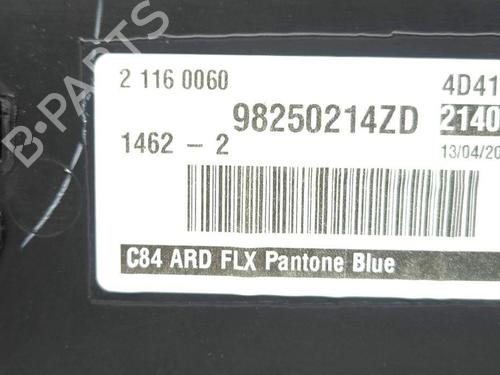 2 116 0060 4D41
98250214ZD 2140
1462 – 2 13/04/20
C84 ARD FLX Pantone Blue
B-PARTS